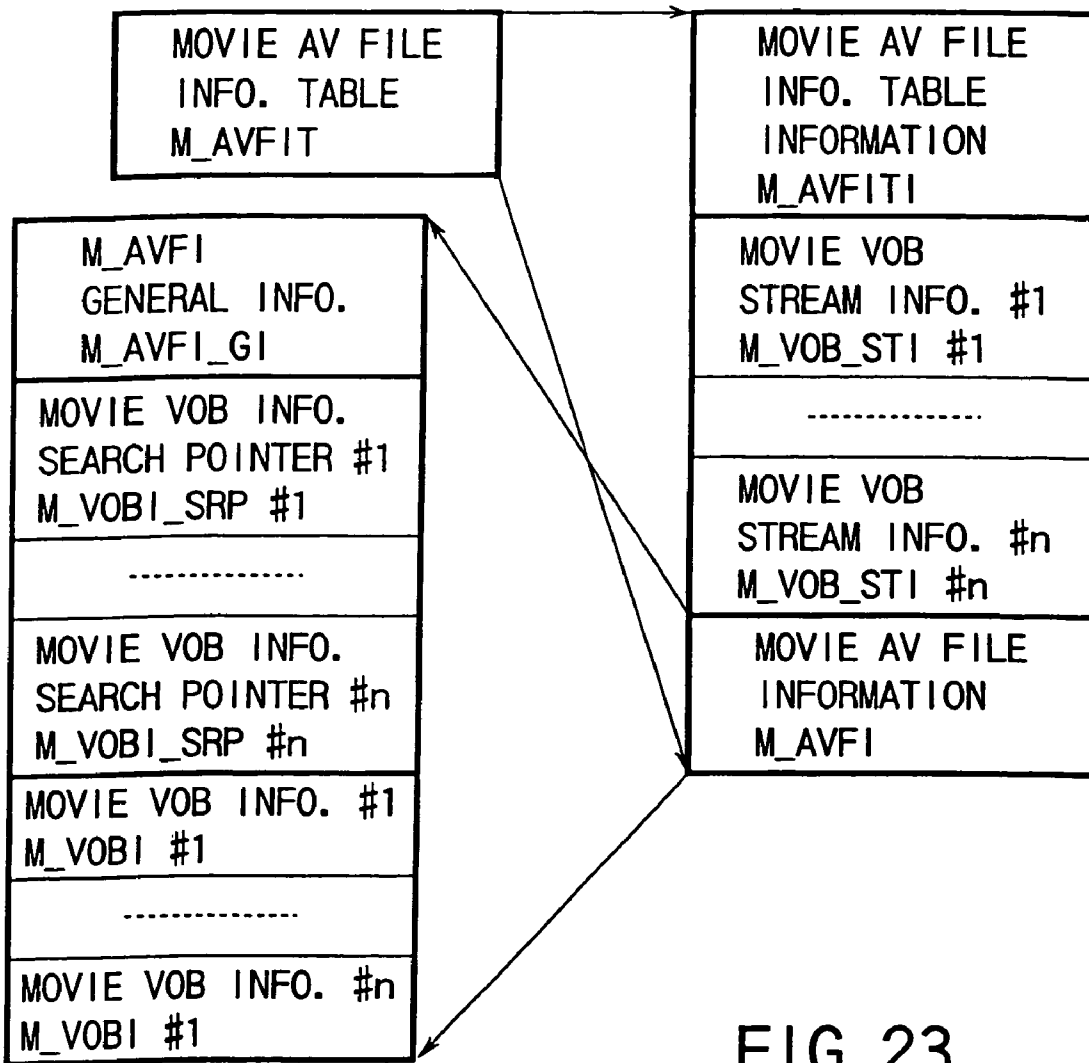 MOVIE AV FILE
INFO. TABLE
M_AVFIT
MOVIE AV FILE
INFO. TABLE
INFORMATION
M_AVFITI
MOVIE VOB
STREAM INFO. #1
M_VOB_STI #1
MOVIE VOB
STREAM INFO. #n
M_VOB_STI #n
MOVIE AV FILE
INFORMATION
M_AVFI
M_AVFI
GENERAL INFO.
M_AVFI_GI
MOVIE VOB INFO.
SEARCH POINTER #1
M_VOBI_SRP #1
MOVIE VOB INFO.
SEARCH POINTER #n
M_VOBI_SRP #n
MOVIE VOB INFO. #1
M_VOBI #1
MOVIE VOB INFO. #n
M_VOBI #1
FIG. 23